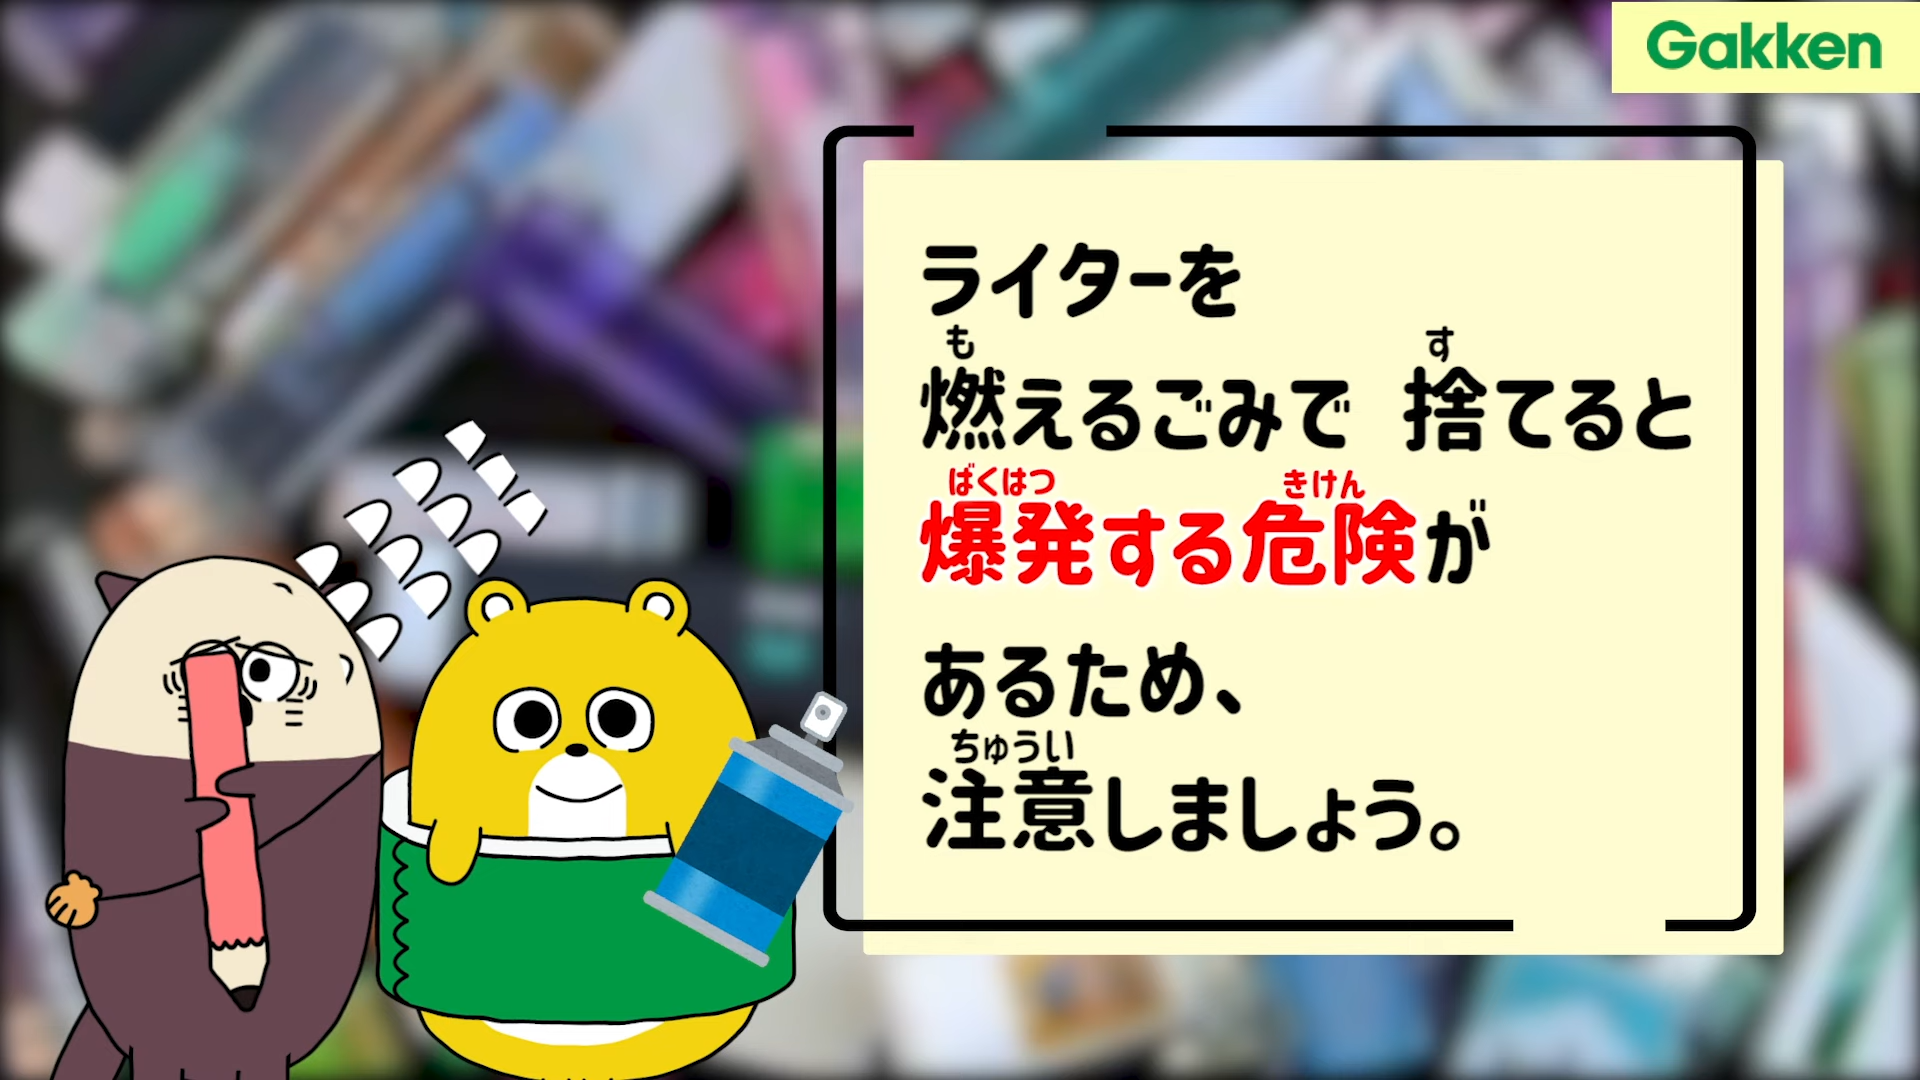 Gakken
ライターを
も す
燃えるごみで 捨てると
ばくはつ きけん
爆発する危険が
あるため、
ちゅうい
注意しましょう。